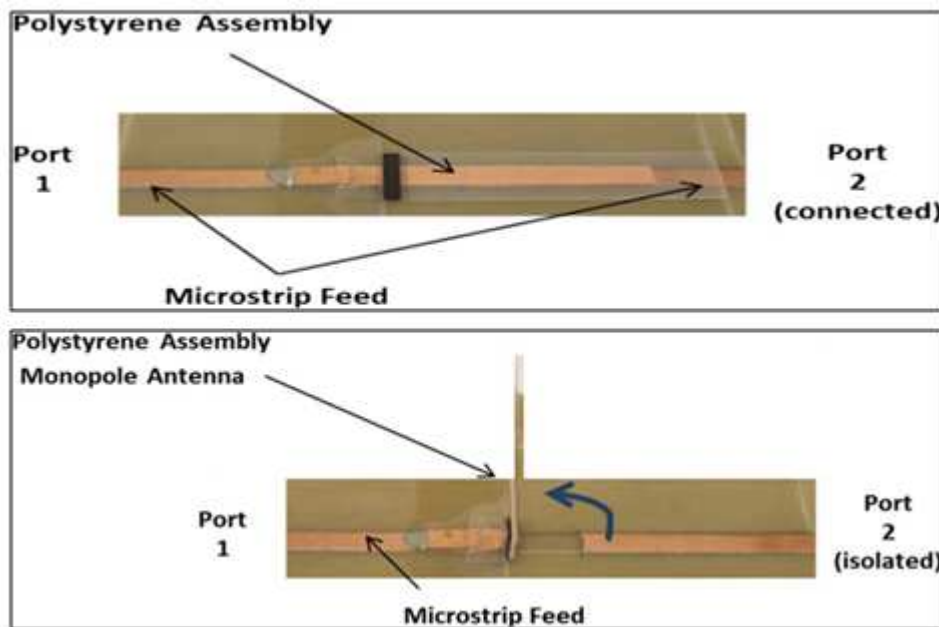 Polystyrene Assembly
Port
1
Port
2
(connected)
Microstrip Feed
Polystyrene Assembly
Monopole Antenna
Port
1
Port
2
(isolated)
Microstrip Feed